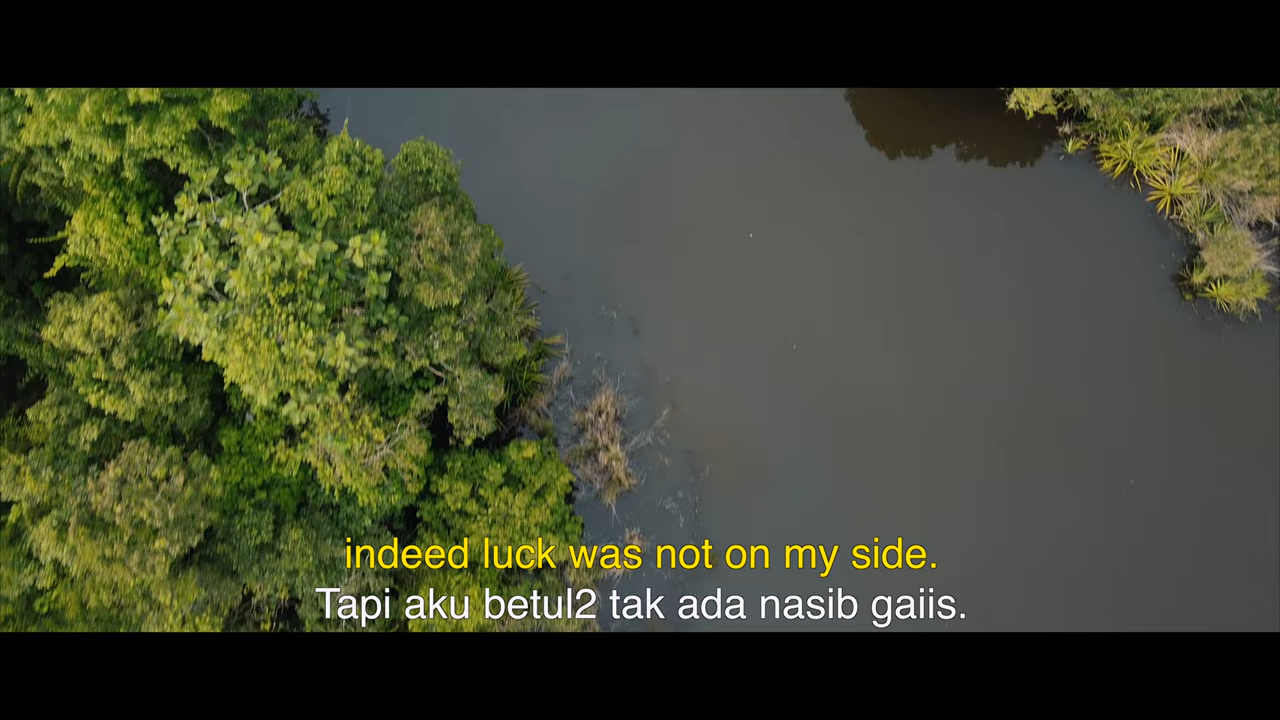 indeed luck was not on my side.
Tapi aku betul2 tak ada nasib gaiis.